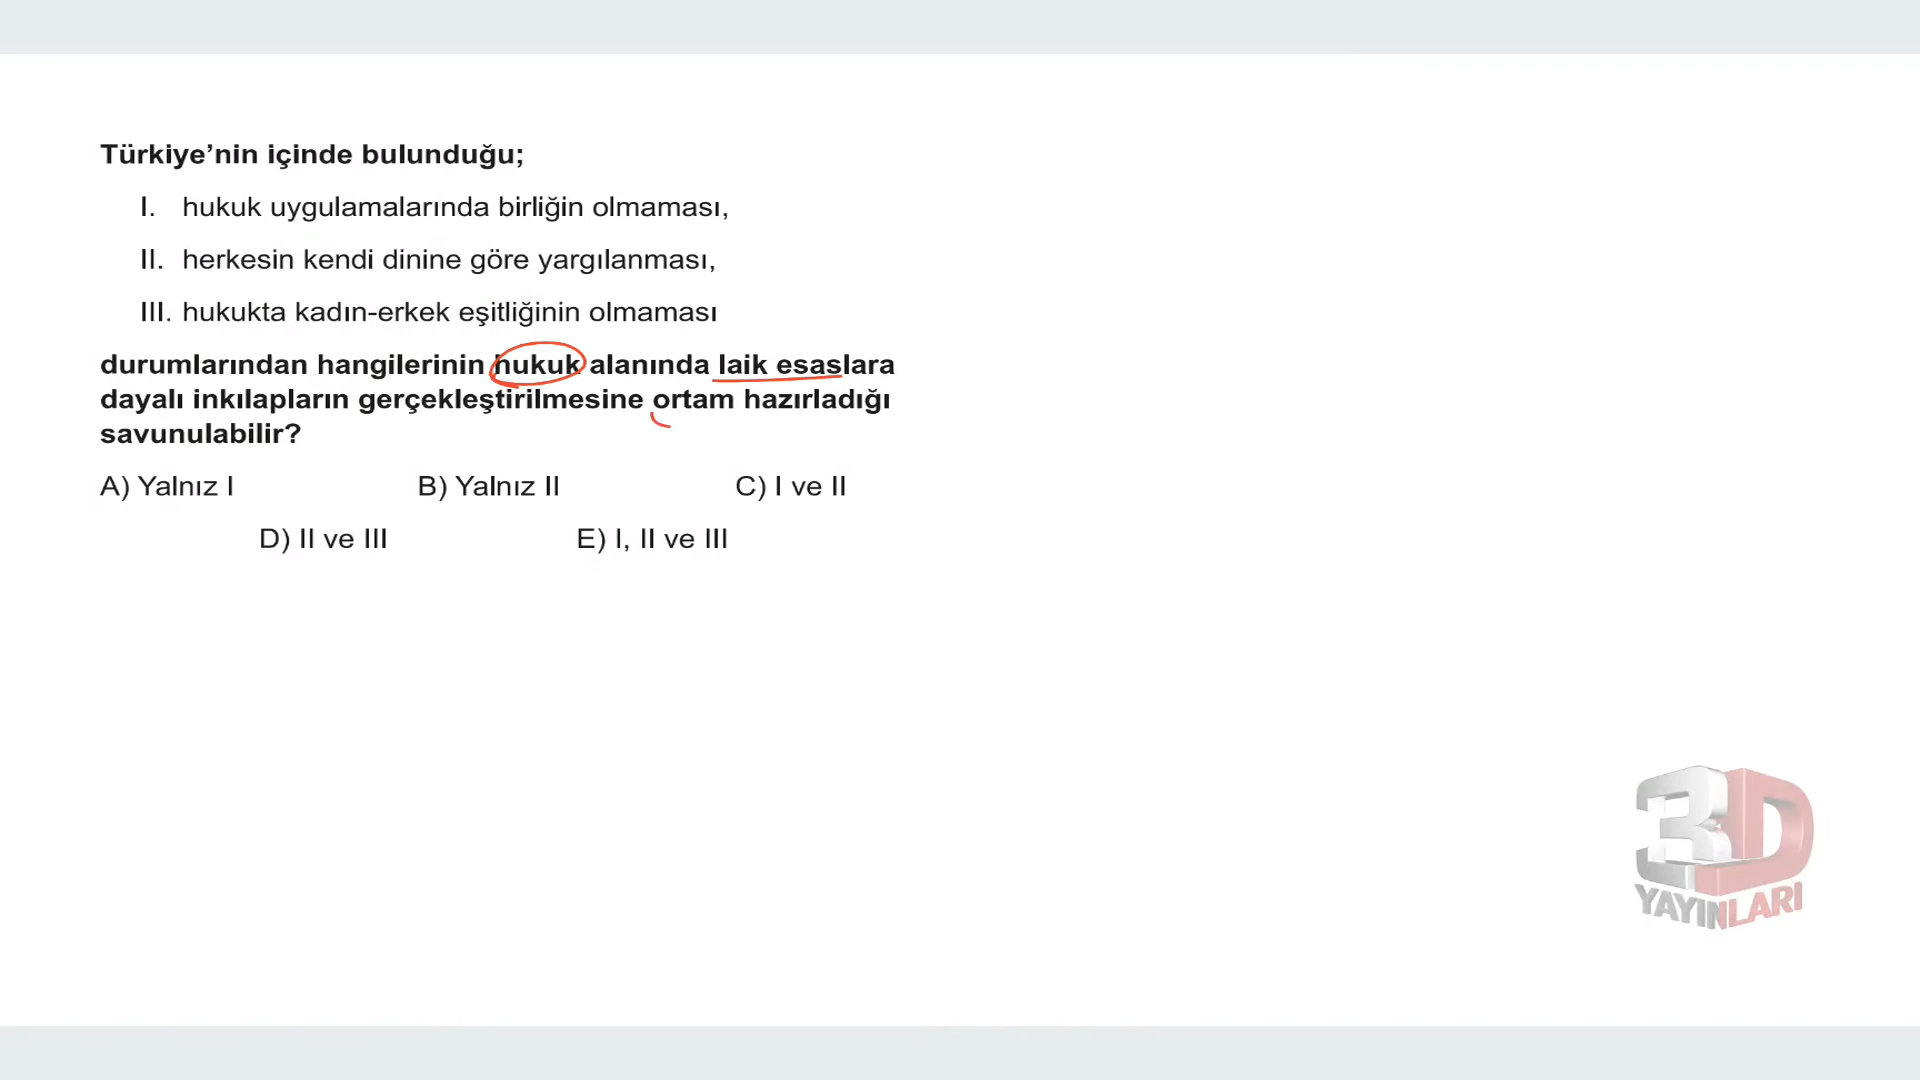 Türkiye’nin içinde bulunduğu;
I. hukuk uygulamalarında birliğin olmaması,
II. herkesin kendi dinine göre yargılanması,
III. hukukta kadın-erkek eşitliğinin olmaması
durumlarından hangilerinin hukuk alanında laik esaslara
dayalı inkılapların gerçekleştirilmesine ortam hazırladığı
savunulabilir?
A) Yalnız I B) Yalnız II C) I ve II
D) II ve III E) I, II ve III
3D
YAYINLARI